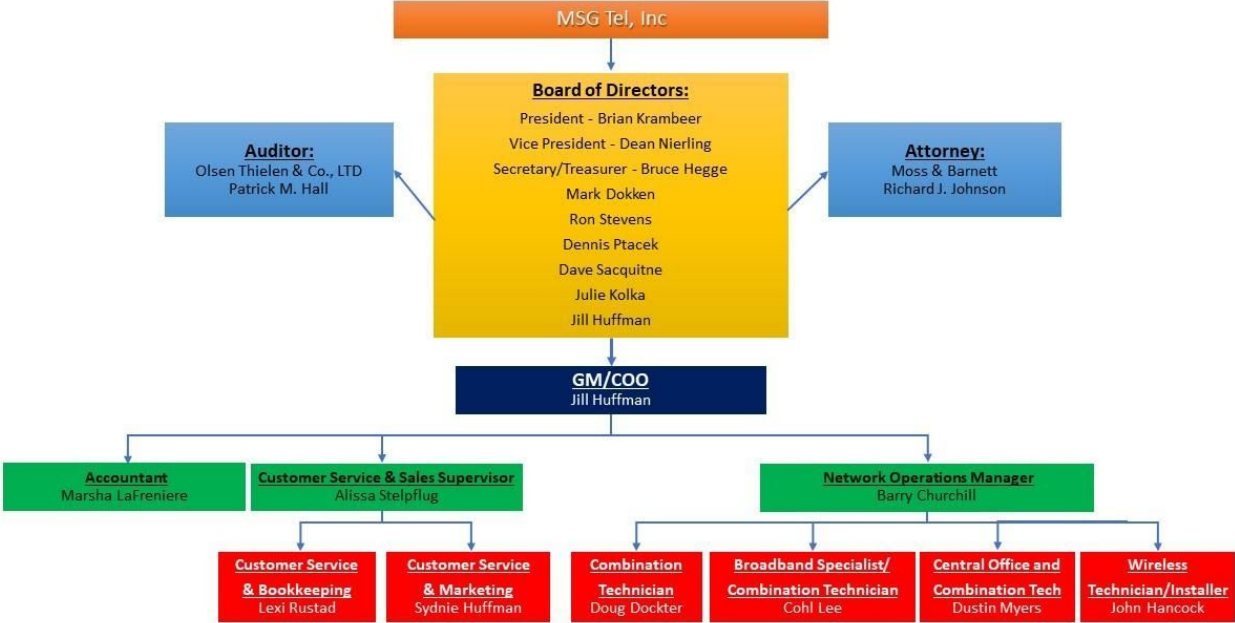 MSG Tel, Inc
Board of Directors:
President - Brian Krambeer
Vice President - Dean Nierling
Secretary/Treasurer - Bruce Hegge
Mark Dokken
Ron Stevens
Dennis Ptacek
Dave Sacquitne
Julie Kolka
Jill Huffman
Auditor:
Olsen Thielen & Co., LTD
Patrick M. Hall
Attorney:
Moss & Barnett
Richard J. Johnson
GM/COO
Jill Huffman
Accountant
Marsha LaFreniere
Customer Service & Sales Supervisor
Alissa Stelpflug
Network Operations Manager
Barry Churchill
Customer Service
& Bookkeeping
Lexi Rustad
Customer Service
& Marketing
Sydnie Huffman
Combination
Technician
Doug Dockter
Broadband Specialist/
Combination Technician
Cohl Lee
Central Office and
Combination Tech
Dustin Myers
Wireless
Technician/Installer
John Hancock